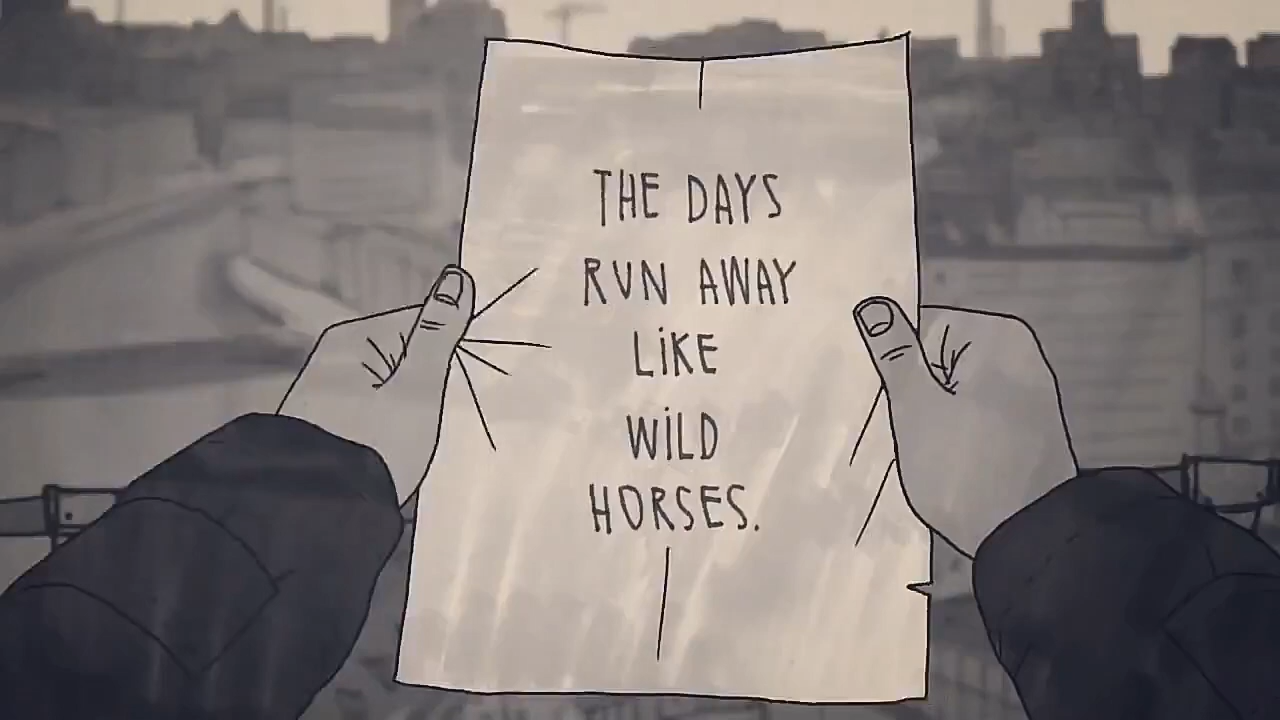 THE DAYS
RUN AWAY
LIKE
WILD
HORSES.